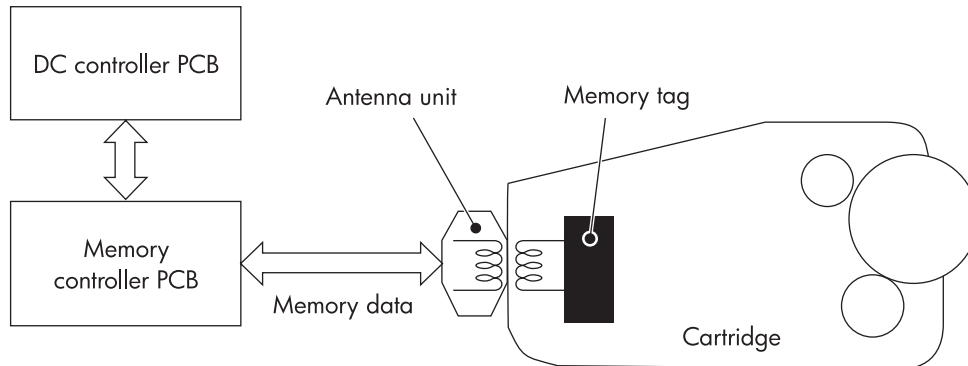 DC controller PCB
Antenna unit
Memory tag
Memory
controller PCB
Memory data
Cartridge